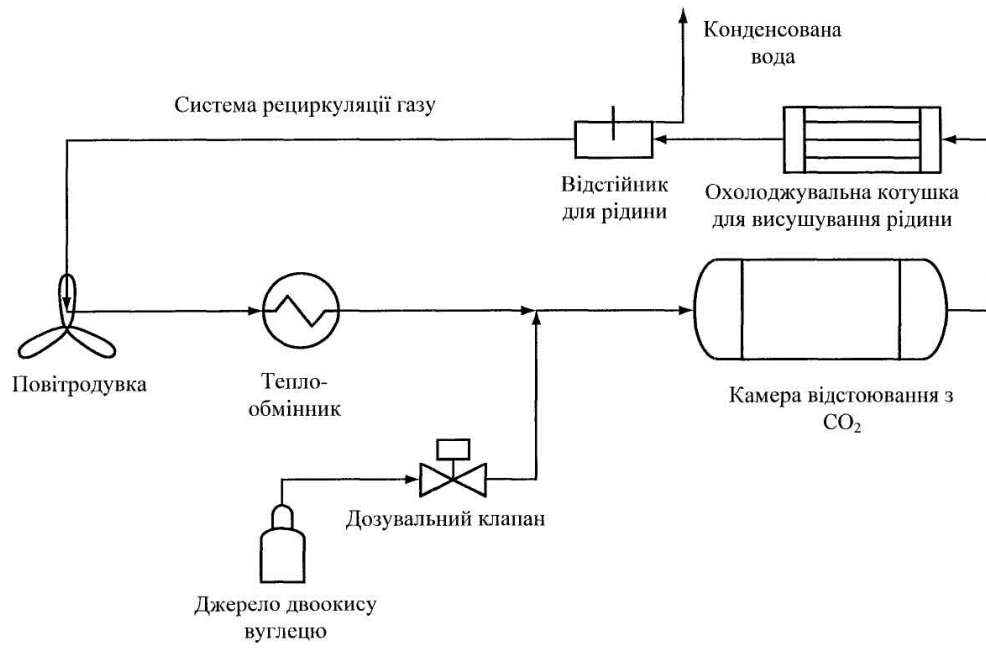 Конденсована
вода
Система рециркуляції газу
Відстійник
для рідини
Охолоджувальна котушка
для висушування рідини
Повітродувка
Тепло-
обмінник
Камера відстоювання з
CO₂
Дозувальний клапан
Джерело двоокису
вуглецю